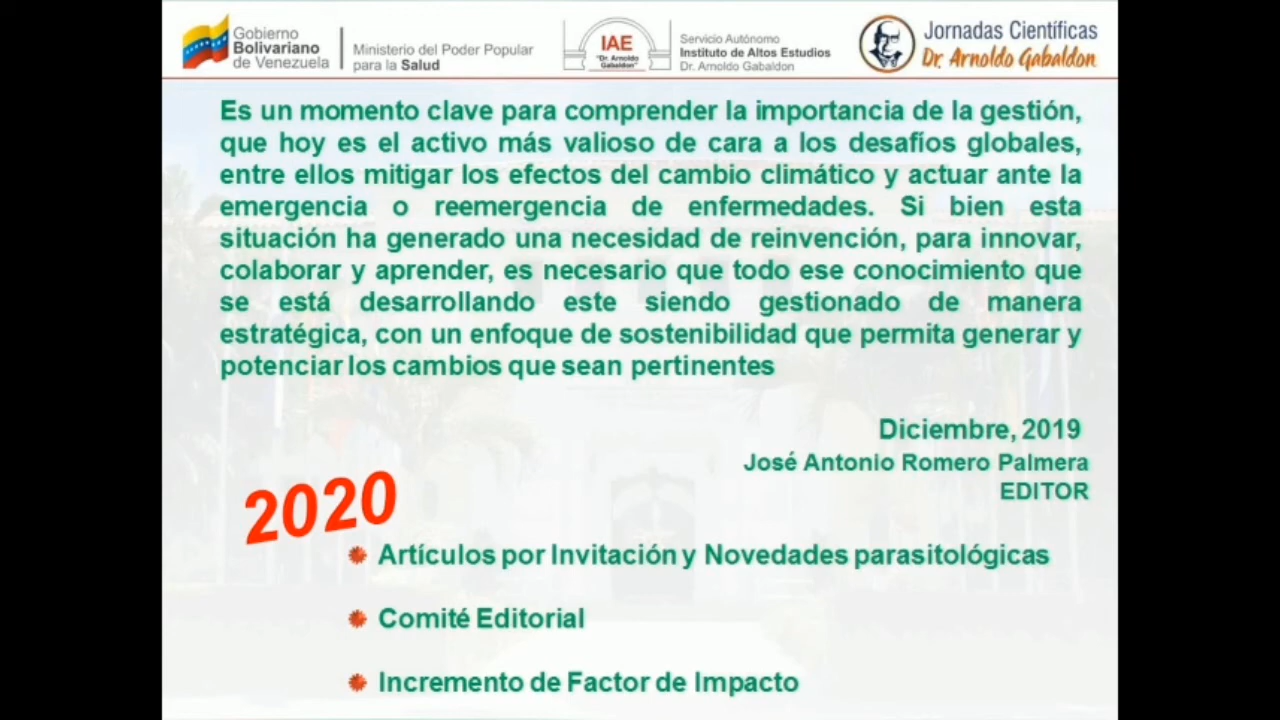 Gobierno
Bolivariano
de Venezuela
Ministerio del Poder Popular
para la Salud
IAE
"Dr. Arnoldo
Gabaldon"
Servicio Autónomo
Instituto de Altos Estudios
Dr. Arnoldo Gabaldon
Jornadas Científicas
Dr. Arnoldo Gabaldon
Es un momento clave para comprender la importancia de la gestión,
que hoy es el activo más valioso de cara a los desafíos globales,
entre ellos mitigar los efectos del cambio climático y actuar ante la
emergencia o reemergencia de enfermedades. Si bien esta
situación ha generado una necesidad de reinvención, para innovar,
colaborar y aprender, es necesario que todo ese conocimiento que
se está desarrollando este siendo gestionado de manera
estratégica, con un enfoque de sostenibilidad que permita generar y
potenciar los cambios que sean pertinentes
Diciembre, 2019
José Antonio Romero Palmera
EDITOR
2020
Artículos por Invitación y Novedades parasitológicas
Comité Editorial
Incremento de Factor de Impacto